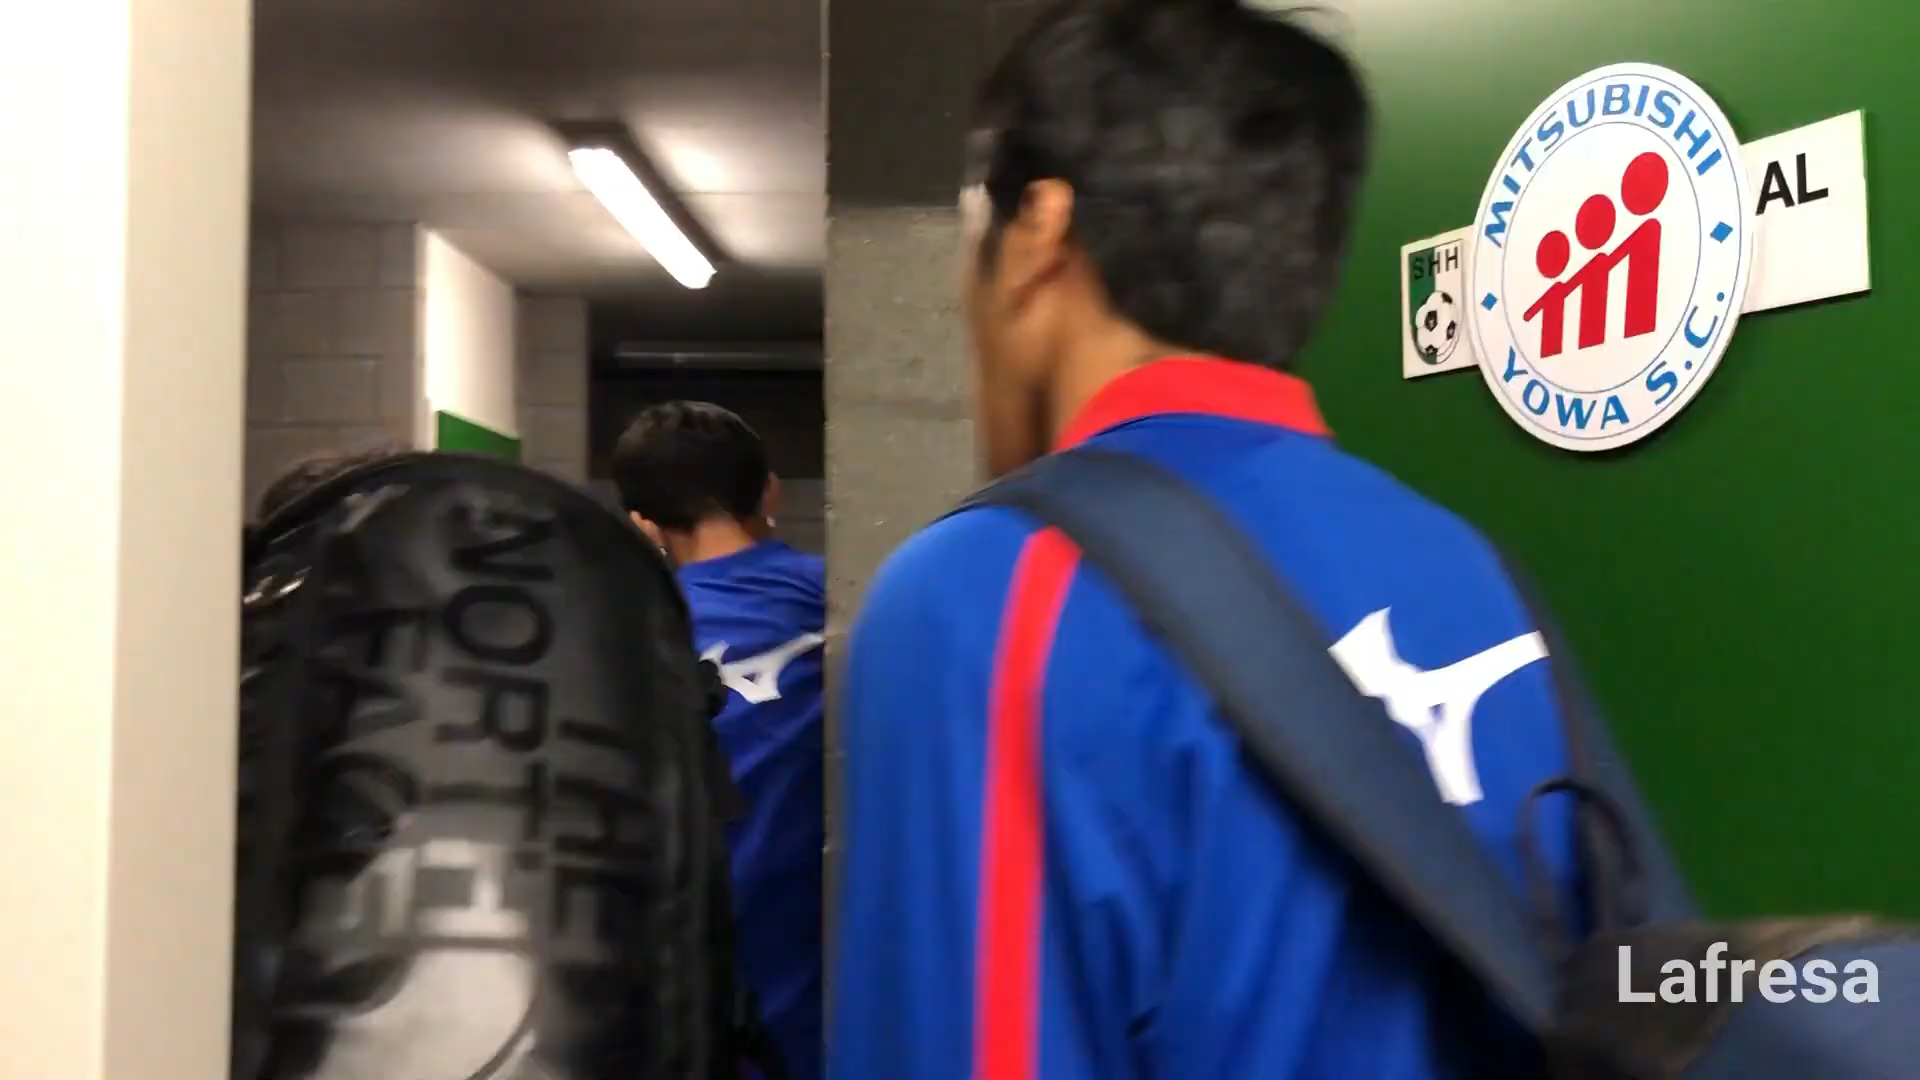 MITSUBISHI
YOWA S.C.
SHH
AL
THE
NORTH
FACE
Lafresa